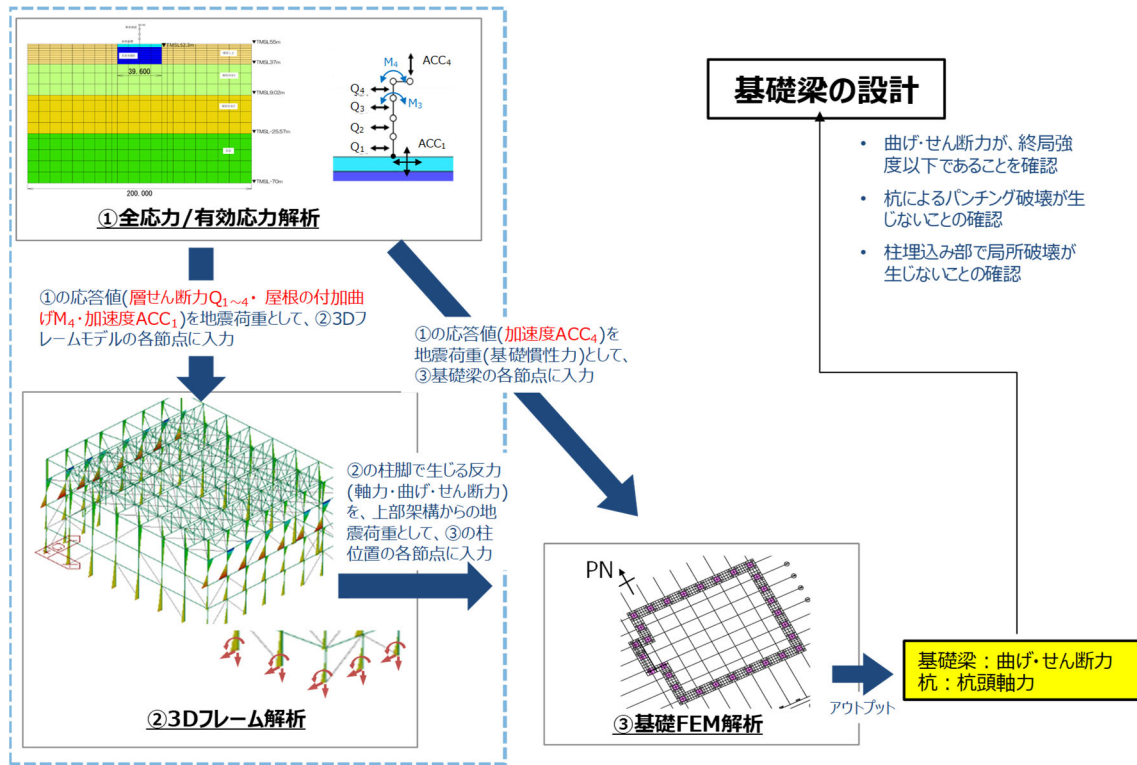 ▼TMSL55m
▼TMSL52.3m
▼TMSL37m
39.600
▼TMSL9.02m
▼TMSL-25.57m
▼TMSL-70m
200.000
M₄
ACC₄
Q₄
M₃
Q₃
Q₂
Q₁
ACC₁
①全応力/有効応力解析
基礎梁の設計
• 曲げ・せん断力が、終局強
度以下であることを確認
• 杭によるパンチング破壊が生
じないことの確認
• 柱埋込み部で局所破壊が
生じないことの確認
①の応答値(層せん断力Q₁~₄・ 屋根の付加曲
げM₄・加速度ACC₁)を地震荷重として、②3Dフ
レームモデルの各節点に入力
①の応答値(加速度ACC₄)を
地震荷重(基礎慣性力)として、
③基礎梁の各節点に入力
②の柱脚で生じる反力
(軸力・曲げ・せん断力)
を、上部架構からの地
震荷重として、③の柱
位置の各節点に入力
②3Dフレーム解析
PN
③基礎FEM解析
アウトプット
基礎梁：曲げ・せん断力
杭：杭頭軸力